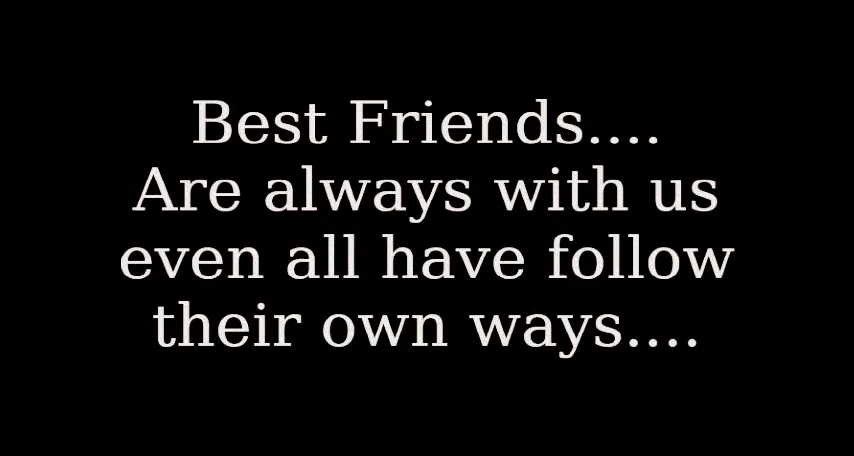 Best Friends....
Are always with us
even all have follow
their own ways....